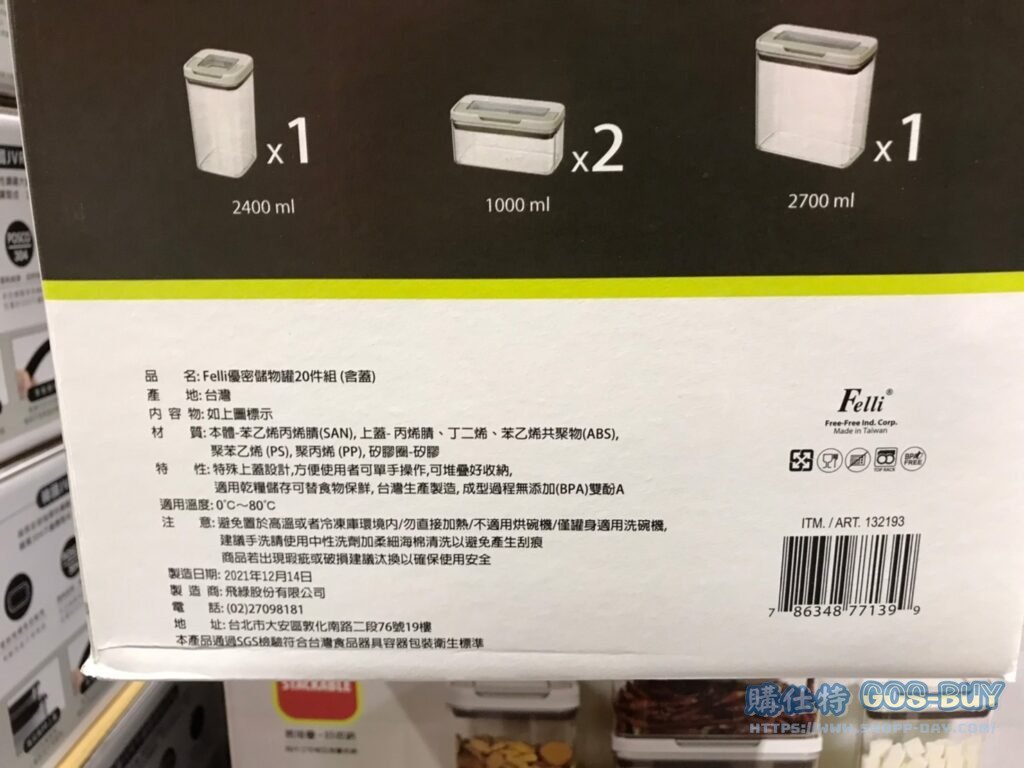 x1
x2
x1
2400 ml
1000 ml
2700 ml
品 名: Felli優密儲物罐20件組 (含蓋)
產 地: 台灣
內 容 物: 如上圖標示
材 質: 本體-苯乙烯丙烯腈(SAN), 上蓋- 丙烯腈、丁二烯、苯乙烯共聚物(ABS),
聚苯乙烯 (PS), 聚丙烯 (PP), 矽膠圈-矽膠
特 性: 特殊上蓋設計,方便使用者可單手操作,可堆疊好收納,
適用乾糧儲存可替食物保鮮, 台灣生產製造, 成型過程無添加(BPA)雙酚A
適用溫度: 0℃～80℃
注 意: 避免置於高溫或者冷凍庫環境內/勿直接加熱/不適用烘碗機/僅罐身適用洗碗機,
建議手洗請使用中性洗劑加柔細海棉清洗以避免產生刮痕
商品若出現瑕疵或破損建議汰換以確保使用安全
製造日期: 2021年12月14日
製 造 商: 飛綠股份有限公司
電 話: (02)27098181
地 址: 台北市大安區敦化南路二段76號19樓
本產品通過SGS檢驗符合台灣食品器具容器包裝衛生標準
Felli®
Free-Free Ind. Corp.
Made in Taiwan
TOP RACK
BPA FREE
ITM. / ART. 132193
7 86348 77139 9
STACKABLE
購仕特 GOS-BUY
HTTPS://WWW.SHOPP-DAY.COM/